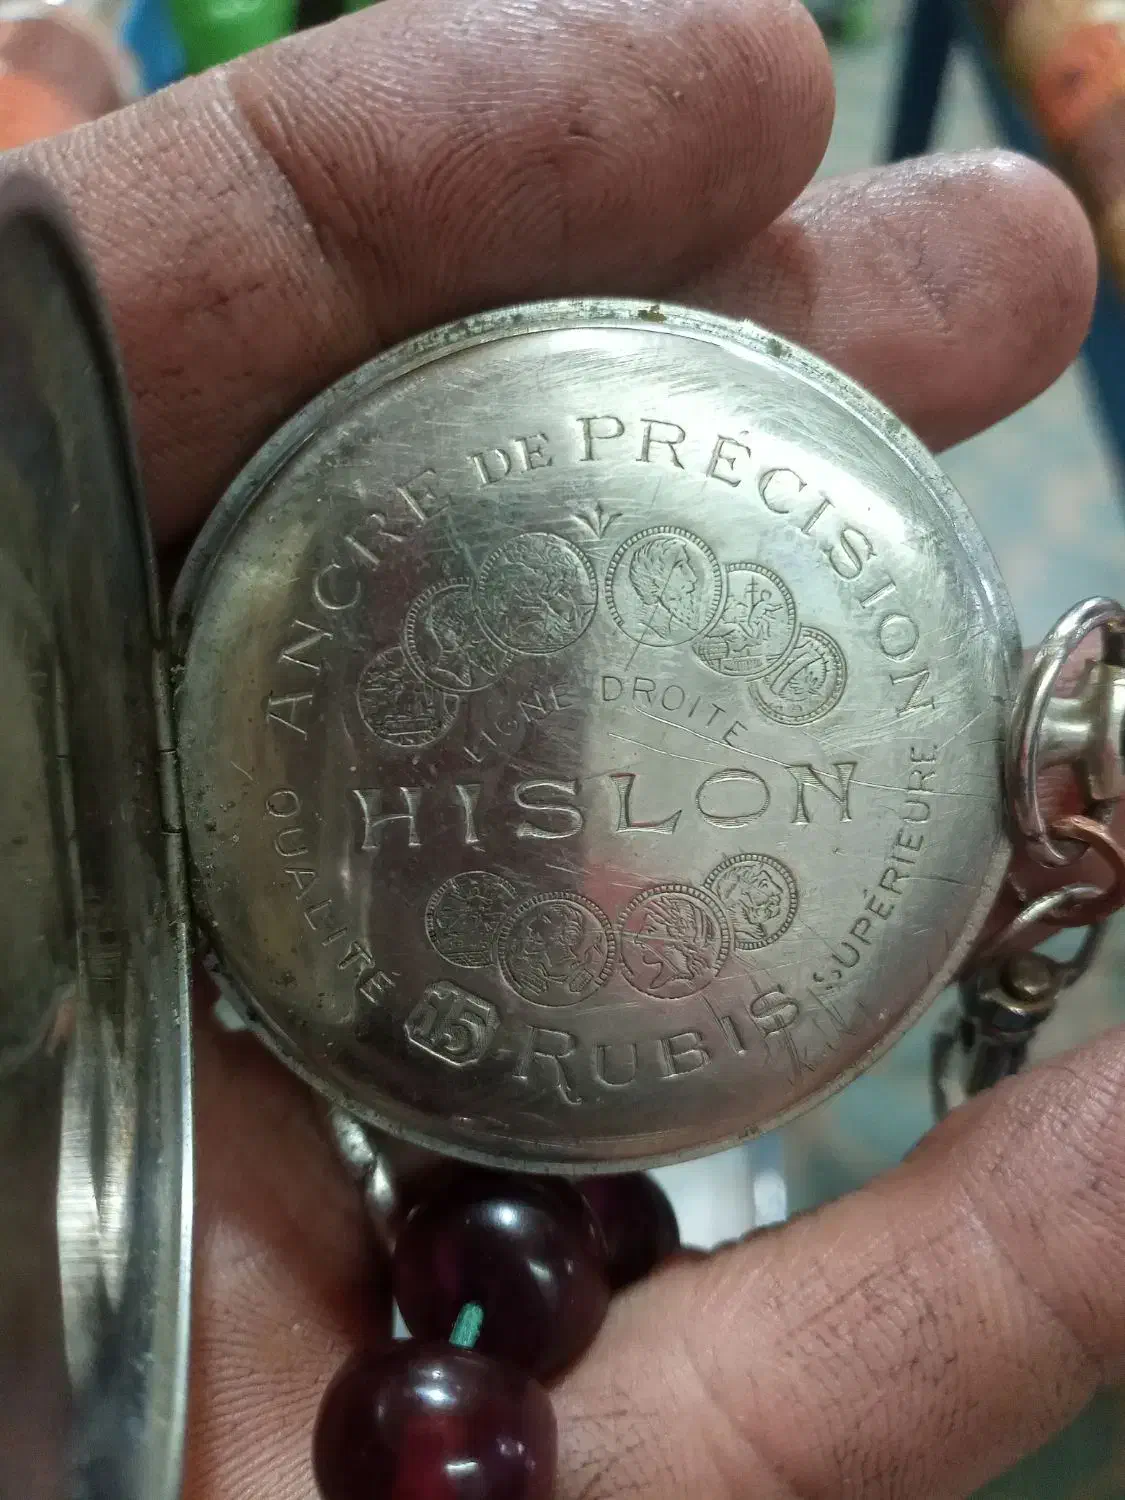 ANCRE DE PRÉCISION
LIGNE DROITE
HISLON
QUALITÉ SUPÉRIEURE
15 RUBIS